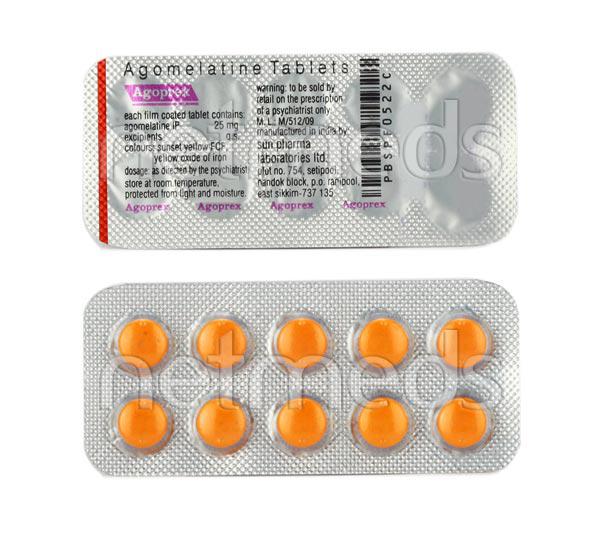 Agomelatine Tablets
Agoprex
each film coated tablet contains:
agomelatine IP 25 mg
excipients q.s.
colours: sunset yellow FCF
yellow oxide of iron
dosage: as directed by the psychiatrist
store at room temperature,
protected from light and moisture.
warning: to be sold by
retail on the prescription
of a psychiatrist only.
M.L.: M/512/09
manufactured in india by:
sun pharma
laboratories ltd.
plot no. 754, setipool,
nandok block, p.o. ranipool,
east sikkim-737 135
PBSPF0522C
Agoprex Agoprex Agoprex Agoprex
netmeds
netmeds